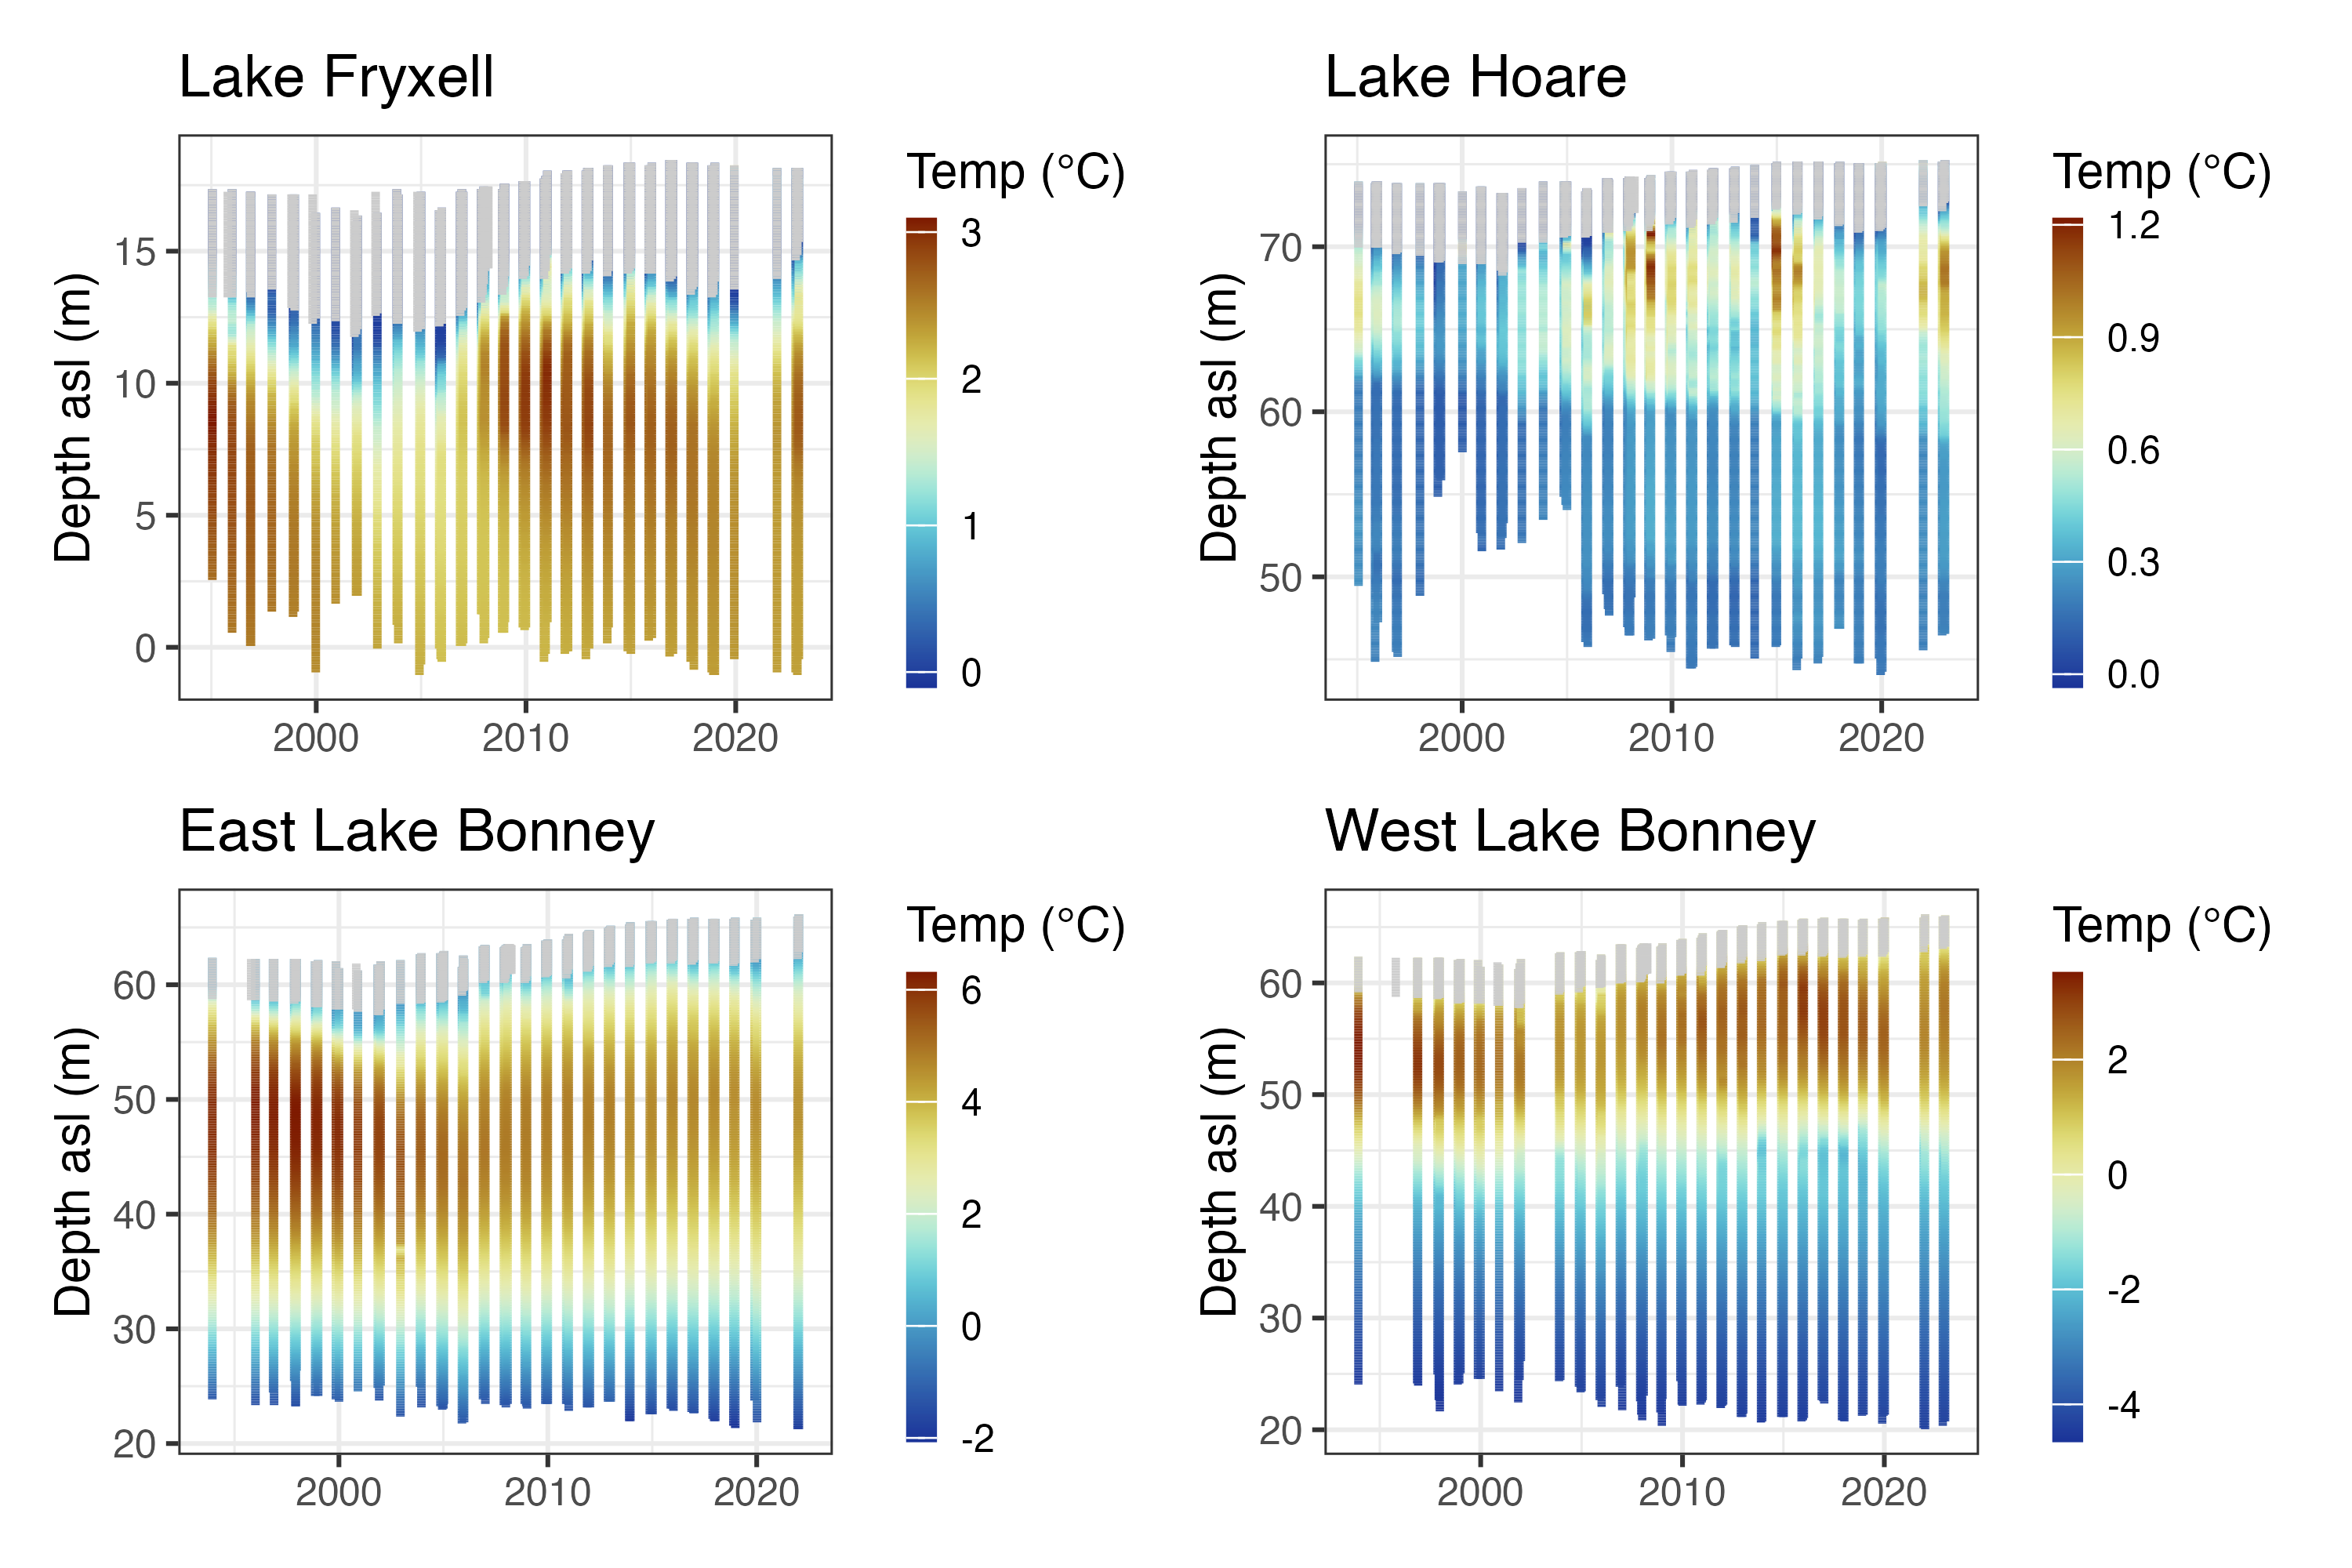 Lake Fryxell
Depth asl (m)
15
10
5
0
2000 2010 2020
Temp (°C)
3
2
1
0
Lake Hoare
Depth asl (m)
70
60
50
2000 2010 2020
Temp (°C)
1.2
0.9
0.6
0.3
0.0
East Lake Bonney
Depth asl (m)
60
50
40
30
20
2000 2010 2020
Temp (°C)
6
4
2
0
-2
West Lake Bonney
Depth asl (m)
60
50
40
30
20
2000 2010 2020
Temp (°C)
2
0
-2
-4